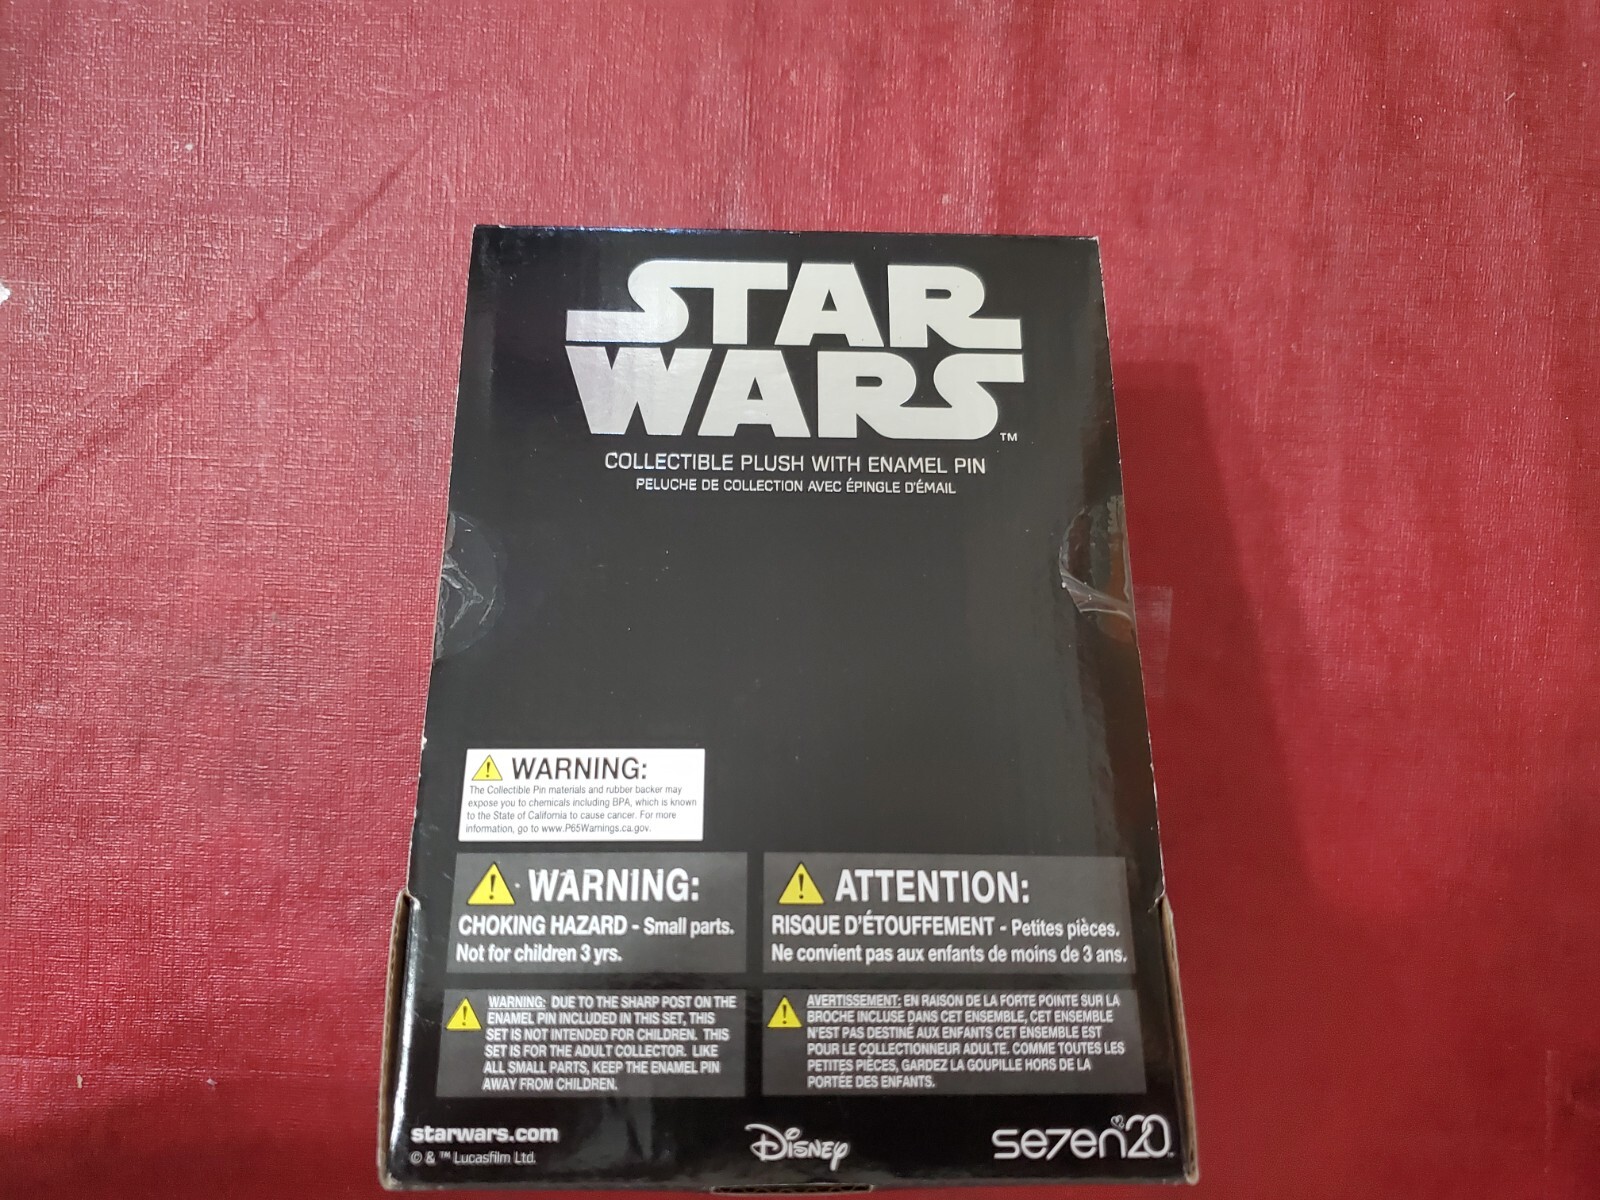 STAR
WARS™
COLLECTIBLE PLUSH WITH ENAMEL PIN
PELUCHE DE COLLECTION AVEC ÉPINGLE D'ÉMAIL
WARNING:
The Collectible Pin materials and rubber backer may
expose you to chemicals including BPA, which is known
to the State of California to cause cancer. For more
information, go to www.P65Warnings.ca.gov.
WARNING:
CHOKING HAZARD - Small parts.
Not for children 3 yrs.
ATTENTION:
RISQUE D'ÉTOUFFEMENT - Petites pièces.
Ne convient pas aux enfants de moins de 3 ans.
WARNING: DUE TO THE SHARP POST ON THE
ENAMEL PIN INCLUDED IN THIS SET, THIS
SET IS NOT INTENDED FOR CHILDREN. THIS
SET IS FOR THE ADULT COLLECTOR. LIKE
ALL SMALL PARTS, KEEP THE ENAMEL PIN
AWAY FROM CHILDREN.
AVERTISSEMENT: EN RAISON DE LA FORTE POINTE SUR LA
BROCHE INCLUSE DANS CET ENSEMBLE, CET ENSEMBLE
N'EST PAS DESTINÉ AUX ENFANTS CET ENSEMBLE EST
POUR LE COLLECTIONNEUR ADULTE. COMME TOUTES LES
PETITES PIÈCES, GARDEZ LA GOUPILLE HORS DE LA
PORTÉE DES ENFANTS.
starwars.com
© & ™ Lucasfilm Ltd.
Disney
se7en20